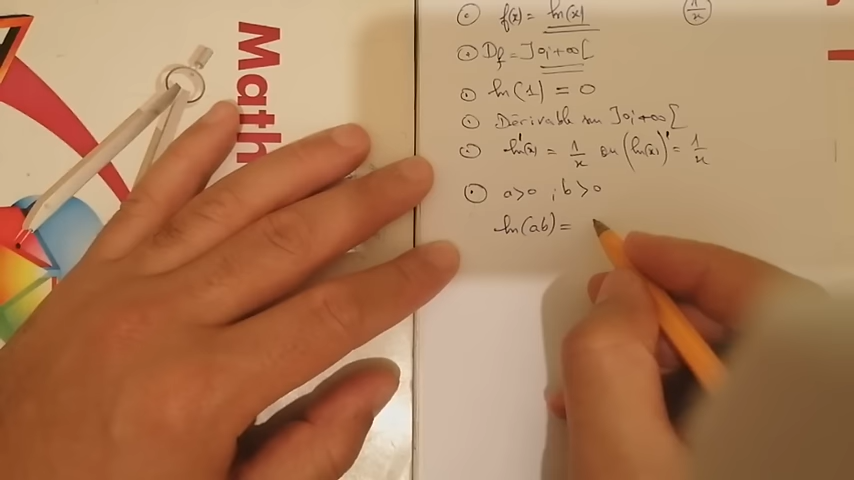 Math
f(x) = ln(x)
1/x
Df = ]0; +∞[
ln(1) = 0
Dérivable sur ]0; +∞[
ln'(x) = 1/x ou (ln(x))' = 1/x
a>0 ; b>0
ln(ab) =